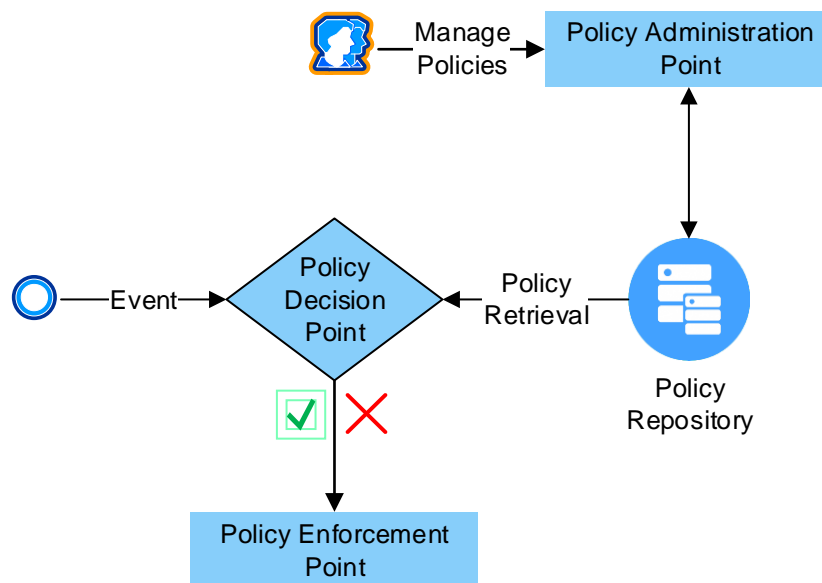 Manage
Policies
Policy Administration
Point
Event
Policy
Decision
Point
Policy
Retrieval
Policy
Repository
Policy Enforcement
Point